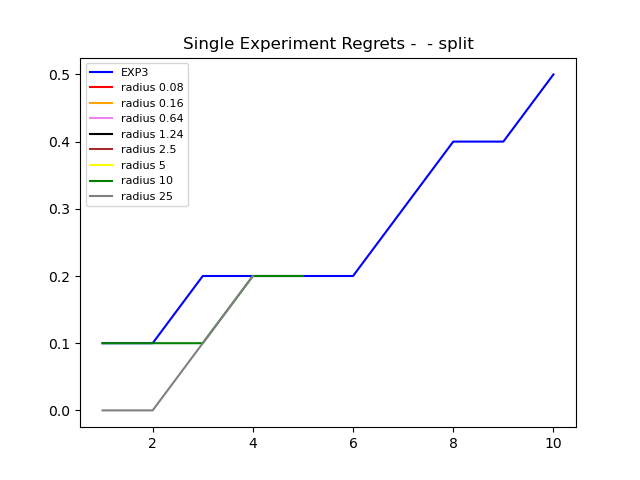 Single Experiment Regrets -  - split
EXP3
radius 0.08
radius 0.16
radius 0.64
radius 1.24
radius 2.5
radius 5
radius 10
radius 25
0.5
0.4
0.3
0.2
0.1
0.0
2 4 6 8 10